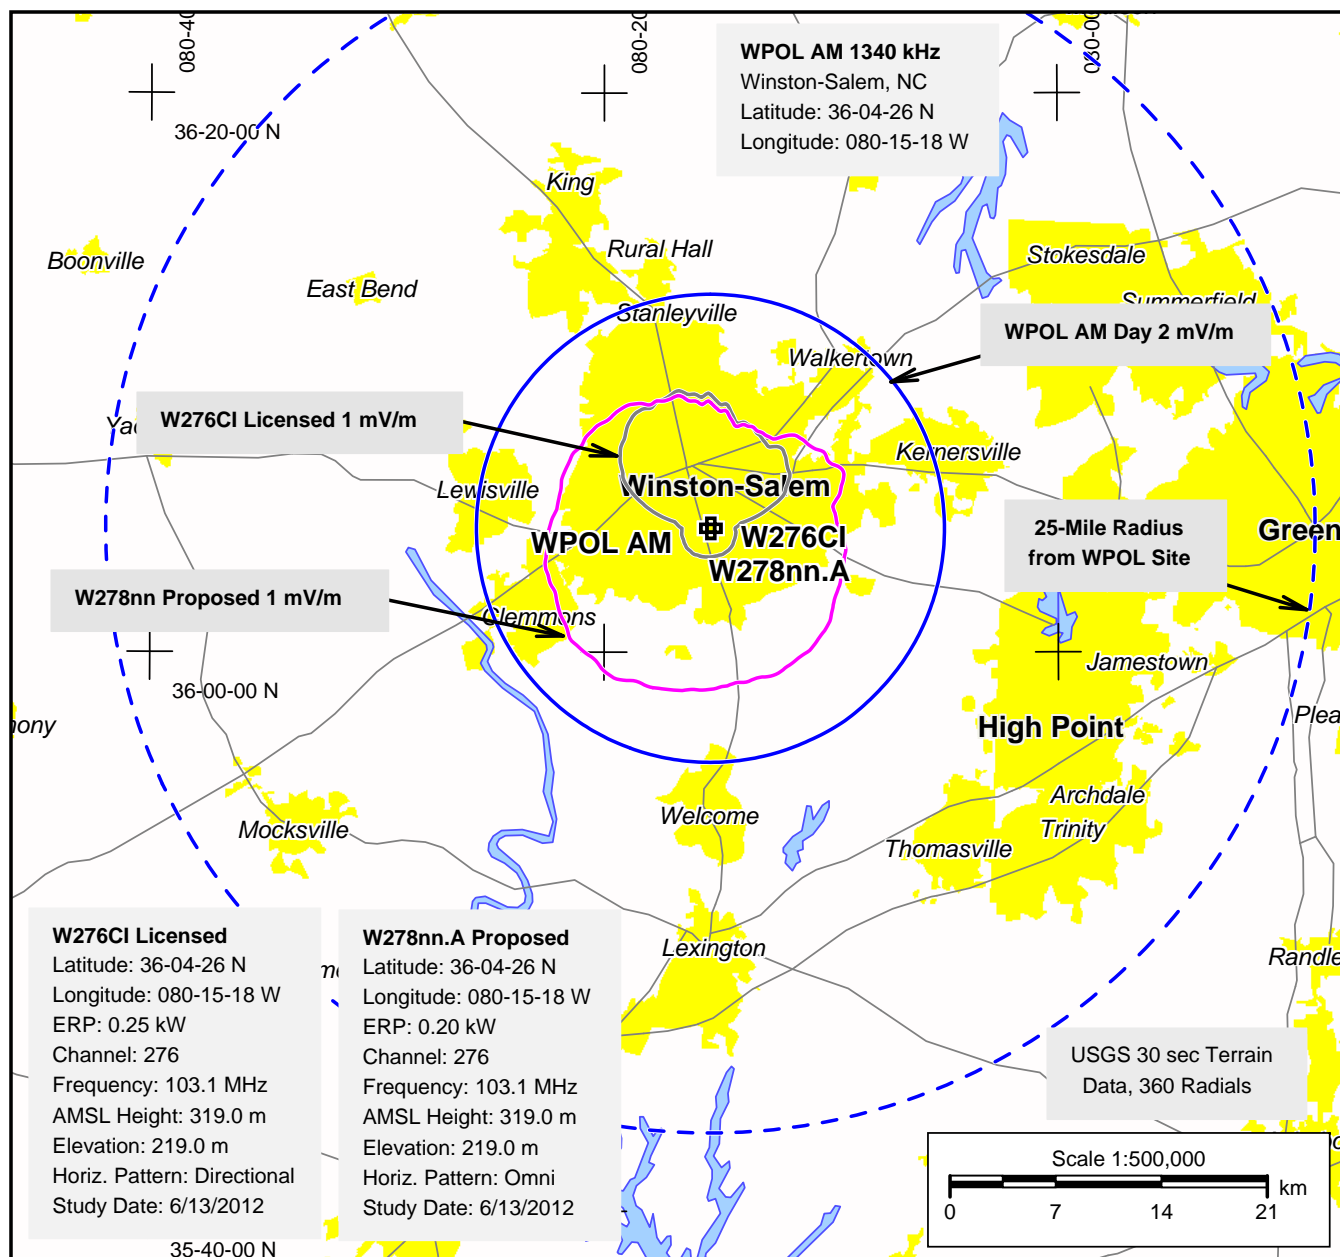 080-40
080-20
080-00
WPOL AM 1340 kHz
Winston-Salem, NC
Latitude: 36-04-26 N
Longitude: 080-15-18 W
36-20-00 N
King
Rural Hall
Boonville
East Bend
Stokesdale
Summerfield
Stanleyville
WPOL AM Day 2 mV/m
Walkertown
W276CI Licensed 1 mV/m
Kernersville
Lewisville
Winston-Salem
25-Mile Radius
from WPOL Site
Green
WPOL AM
W276CI
W278nn.A
W278nn Proposed 1 mV/m
Clemmons
Jamestown
36-00-00 N
High Point
Plea
mony
Archdale
Trinity
Welcome
Mocksville
Thomasville
Lexington
Randle
W276CI Licensed
Latitude: 36-04-26 N
Longitude: 080-15-18 W
ERP: 0.25 kW
Channel: 276
Frequency: 103.1 MHz
AMSL Height: 319.0 m
Elevation: 219.0 m
Horiz. Pattern: Directional
Study Date: 6/13/2012
W278nn.A Proposed
Latitude: 36-04-26 N
Longitude: 080-15-18 W
ERP: 0.20 kW
Channel: 276
Frequency: 103.1 MHz
AMSL Height: 319.0 m
Elevation: 219.0 m
Horiz. Pattern: Omni
Study Date: 6/13/2012
USGS 30 sec Terrain
Data, 360 Radials
Scale 1:500,000
km
0 7 14 21
35-40-00 N